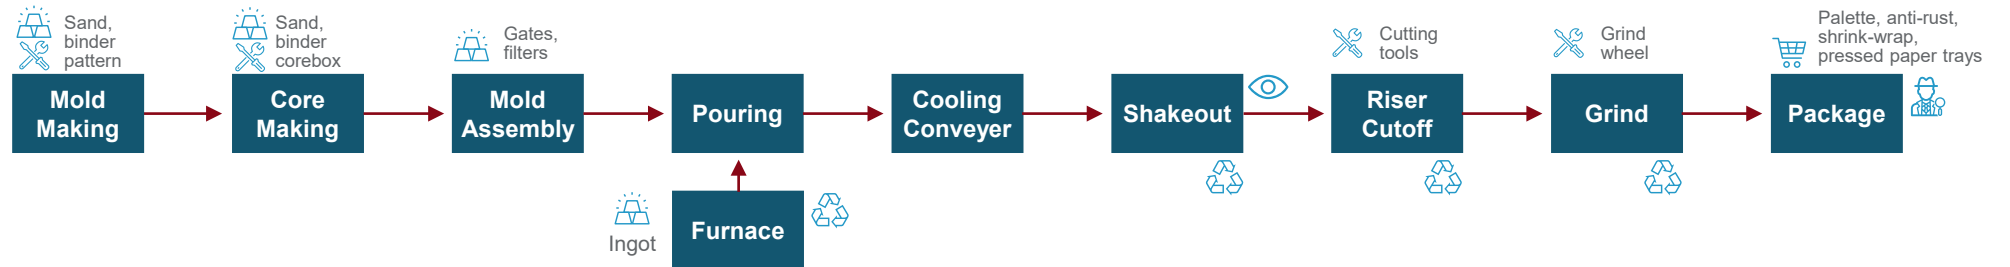 Sand,
binder
pattern
Mold
Making
Sand,
binder
corebox
Core
Making
Gates,
filters
Mold
Assembly
Pouring
Ingot
Furnace
Cooling
Conveyer
Shakeout
Cutting
tools
Riser
Cutoff
Grind
wheel
Grind
Palette, anti-rust,
shrink-wrap,
pressed paper trays
Package